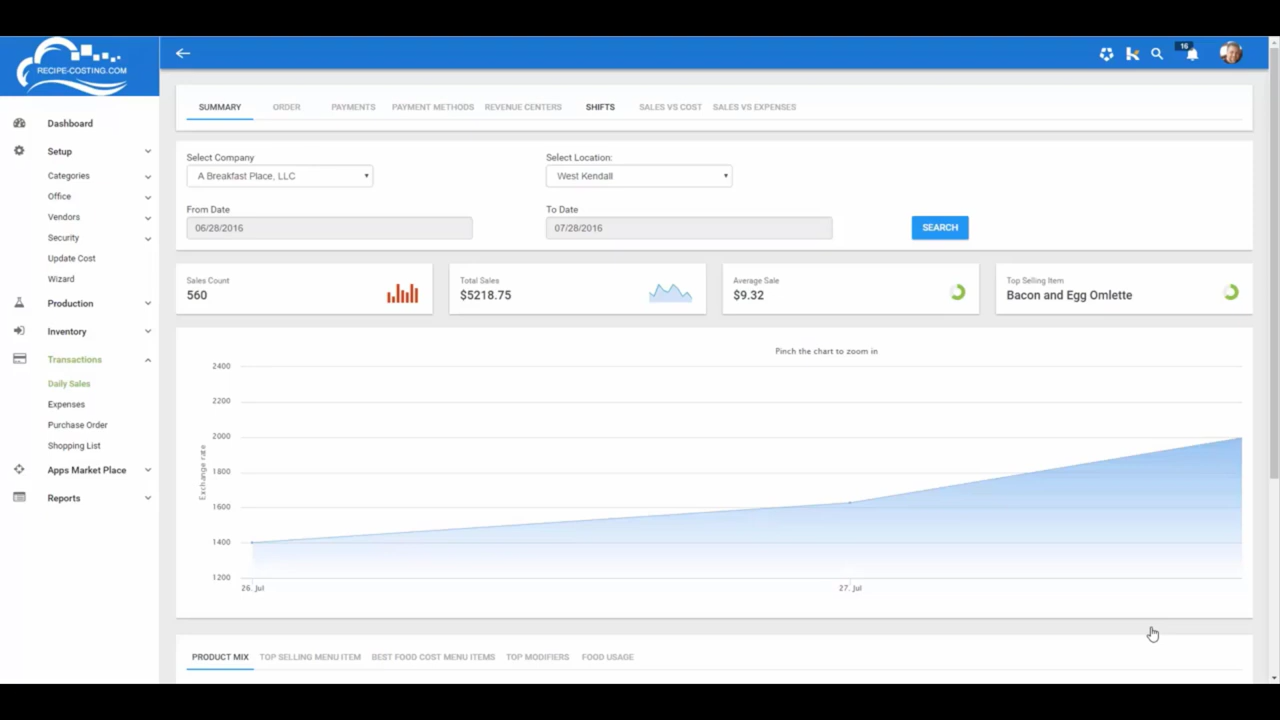 RECIPE-COSTING.COM
16
Dashboard
Setup
Categories
Office
Vendors
Security
Update Cost
Wizard
Production
Inventory
Transactions
Daily Sales
Expenses
Purchase Order
Shopping List
Apps Market Place
Reports
SUMMARY ORDER PAYMENTS PAYMENT METHODS REVENUE CENTERS SHIFTS SALES VS COST SALES VS EXPENSES
Select Company Select Location:
A Breakfast Place, LLC West Kendall
From Date To Date
06/28/2016 07/28/2016 SEARCH
Sales Count Total Sales Average Sale Top Selling Item
560 $5218.75 $9.32 Bacon and Egg Omlette
Pinch the chart to zoom in
Exchange rate
2400
2200
2000
1800
1600
1400
1200
26. Jul 27. Jul
PRODUCT MIX TOP SELLING MENU ITEM BEST FOOD COST MENU ITEMS TOP MODIFIERS FOOD USAGE